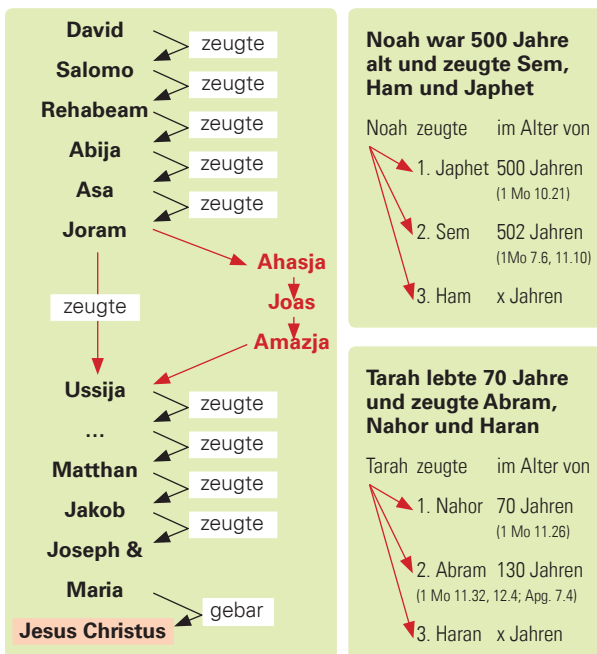 David
zeugte
Salomo
zeugte
Rehabeam
zeugte
Abija
zeugte
Asa
zeugte
Joram
Ahasja
zeugte
Joas
Amazja
Ussija
zeugte
...
zeugte
Matthan
zeugte
Jakob
zeugte
Joseph &
Maria
gebar
Jesus Christus
Noah war 500 Jahre
alt und zeugte Sem,
Ham und Japhet
Noah zeugte im Alter von
1. Japhet 500 Jahren
(1 Mo 10.21)
2. Sem 502 Jahren
(1Mo 7.6, 11.10)
3. Ham x Jahren
Tarah lebte 70 Jahre
und zeugte Abram,
Nahor und Haran
Tarah zeugte im Alter von
1. Nahor 70 Jahren
(1 Mo 11.26)
2. Abram 130 Jahren
(1 Mo 11.32, 12.4; Apg. 7.4)
3. Haran x Jahren